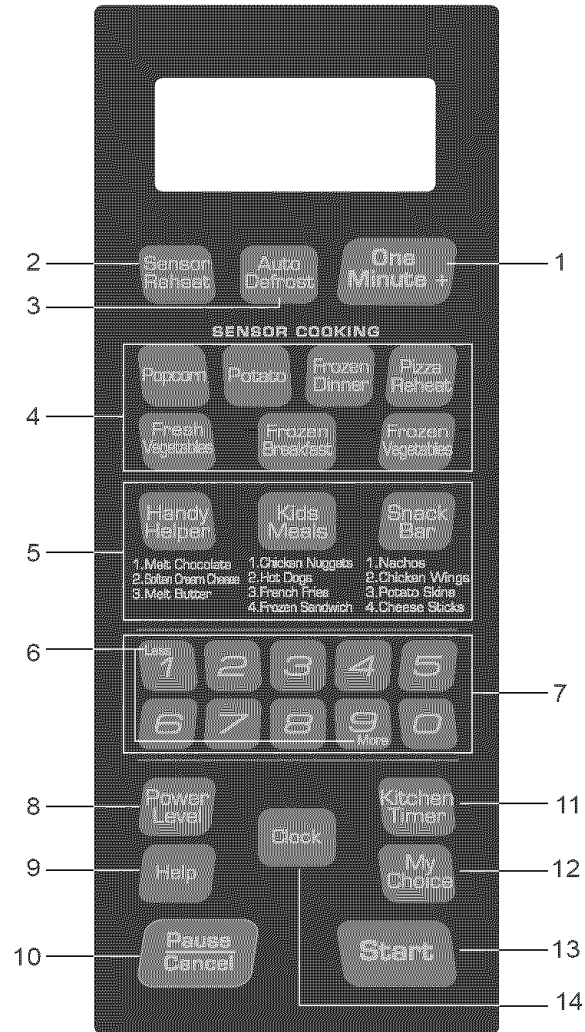 2
Sensor
Reheat
Auto
Defrost
One
Minute +
1
3
SENSOR COOKING
4
Popcorn
Potato
Frozen
Dinner
Pizza
Reheat
Fresh
Vegetables
Frozen
Breakfast
Frozen
Vegetables
5
Handy
Helper
1.Melt Chocolate
2.Soften Cream Cheese
3.Melt Butter
Kids
Meals
1.Chicken Nuggets
2.Hot Dogs
3.French Fries
4.Frozen Sandwich
Snack
Bar
1.Nachos
2.Chicken Wings
3.Potato Skins
4.Cheese Sticks
6
Less
1 2 3 4 5
7
6 7 8 9 0
More
8
Power
Level
Clock
Kitchen
Timer
11
9
Help
My
Choice
12
10
Pause
Cancel
Start
13
14